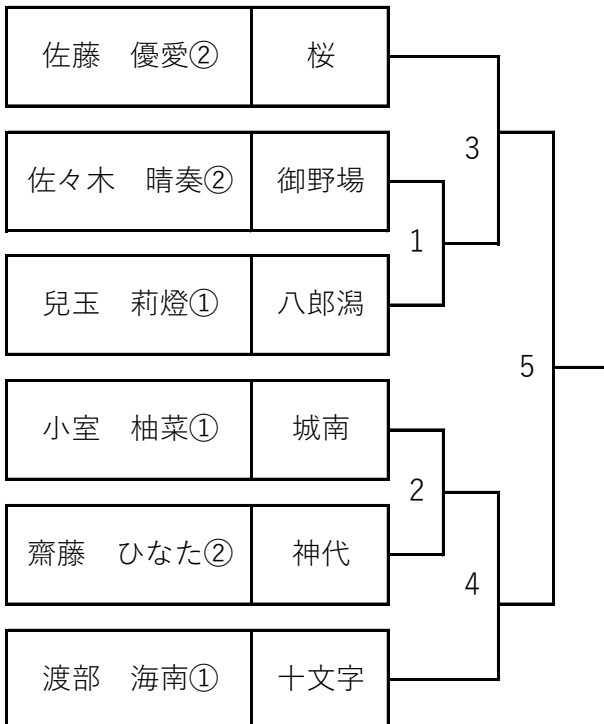 佐藤　優愛② 桜
3
佐々木　晴奏② 御野場
1
兒玉　莉燈① 八郎潟
5
小室　柚菜① 城南
2
齋藤　ひなた② 神代
4
渡部　海南① 十文字